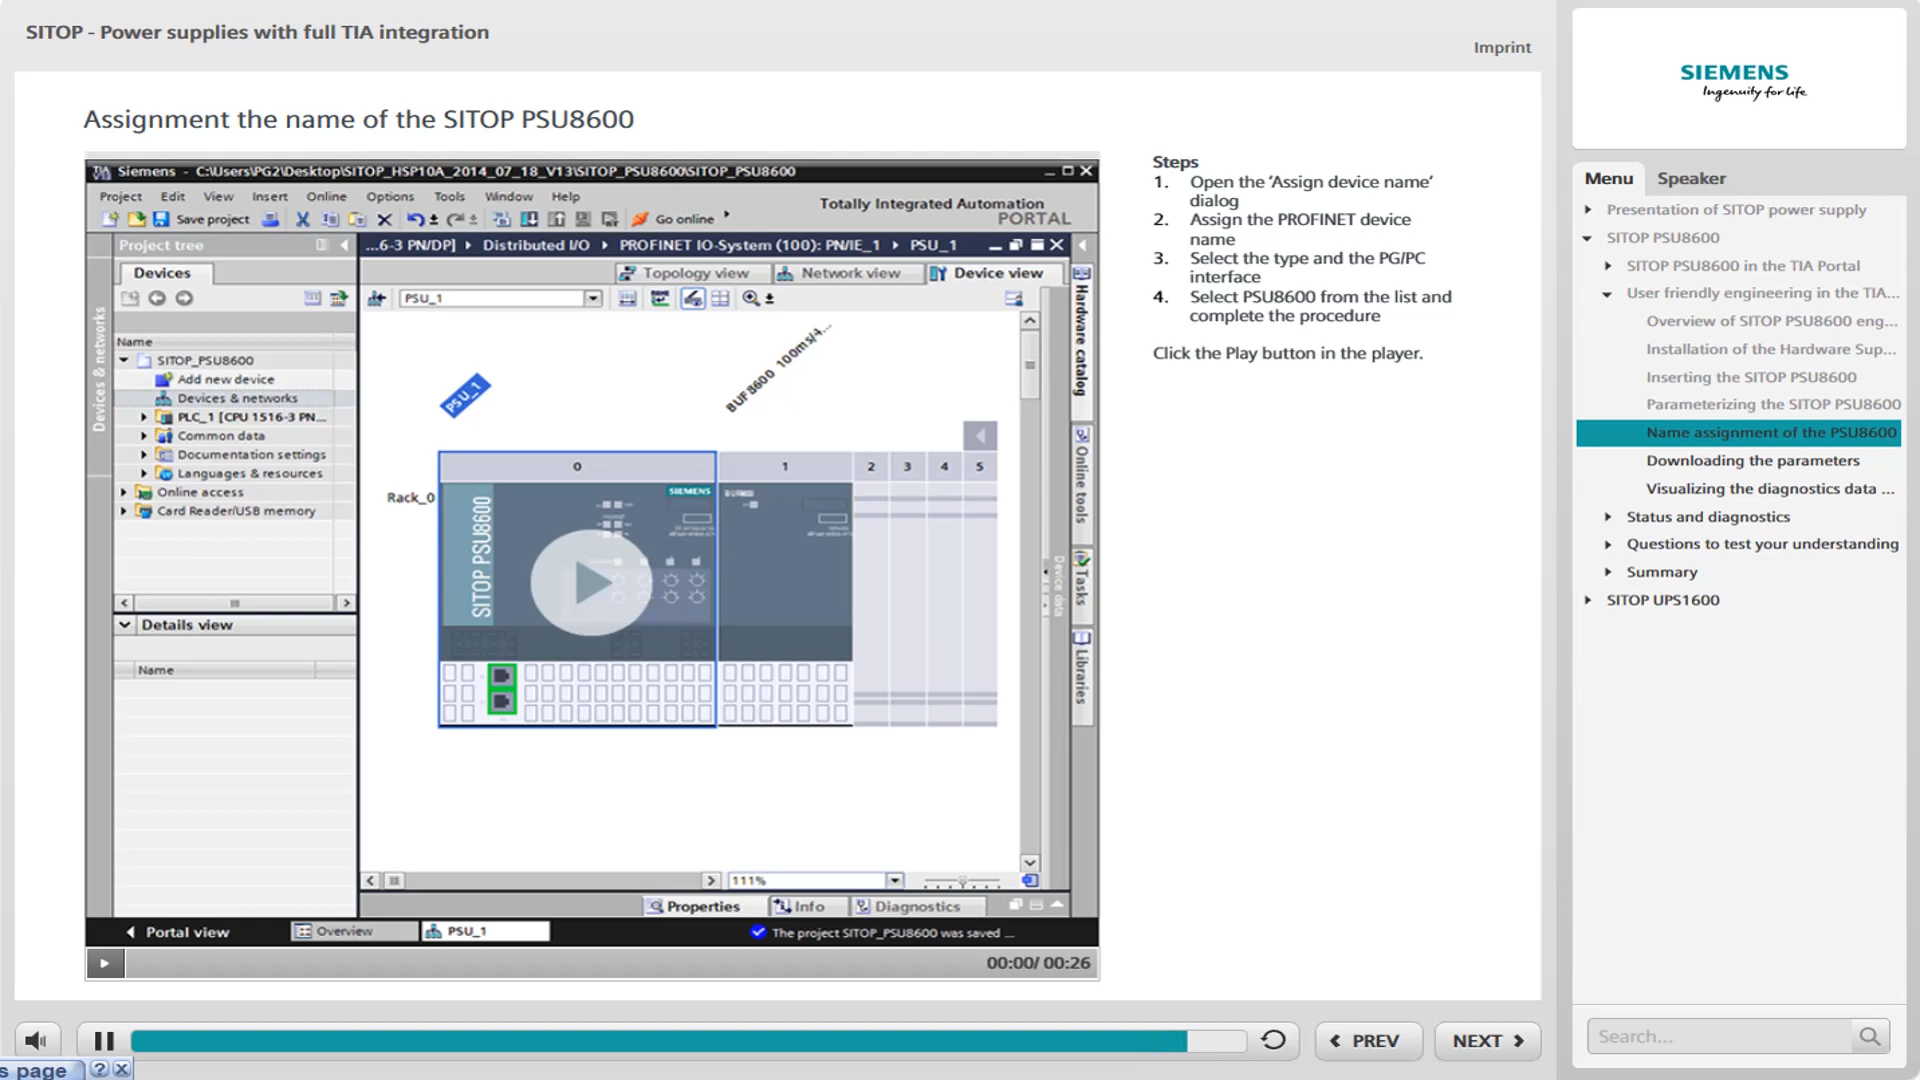 SITOP - Power supplies with full TIA integration
Imprint
SIEMENS
Ingenuity for life
Assignment the name of the SITOP PSU8600
Siemens - C:\Users\PG2\Desktop\SITOP_HSP10A_2014_07_18_V13\SITOP_PSU8600\SITOP_PSU8600
Project Edit View Insert Online Options Tools Window Help
Totally Integrated Automation
PORTAL
Save project
Go online
Project tree
...6-3 PN/DP] Distributed I/O PROFINET IO-System (100): PN/IE_1 PSU_1
Devices
Topology view Network view Device view
PSU_1
Devices & networks
Name
SITOP_PSU8600
Add new device
Devices & networks
PLC_1 [CPU 1516-3 PN...
Common data
Documentation settings
Languages & resources
Online access
Card Reader/USB memory
Details view
Name
PSU_1
BUF8600 100ms/4...
0 1 2 3 4 5
Rack_0
SIEMENS
SITOP PSU8600
Hardware catalog
Online tools
Tasks
Libraries
Device data
111%
Properties Info Diagnostics
Portal view
Overview
PSU_1
The project SITOP_PSU8600 was saved ...
00:00/ 00:26
Steps
1. Open the ‘Assign device name’
dialog
2. Assign the PROFINET device
name
3. Select the type and the PG/PC
interface
4. Select PSU8600 from the list and
complete the procedure
Click the Play button in the player.
Menu Speaker
Presentation of SITOP power supply
SITOP PSU8600
SITOP PSU8600 in the TIA Portal
User friendly engineering in the TIA...
Overview of SITOP PSU8600 eng...
Installation of the Hardware Sup...
Inserting the SITOP PSU8600
Parameterizing the SITOP PSU8600
Name assignment of the PSU8600
Downloading the parameters
Visualizing the diagnostics data ...
Status and diagnostics
Questions to test your understanding
Summary
SITOP UPS1600
PREV
NEXT
Search...
s page
?